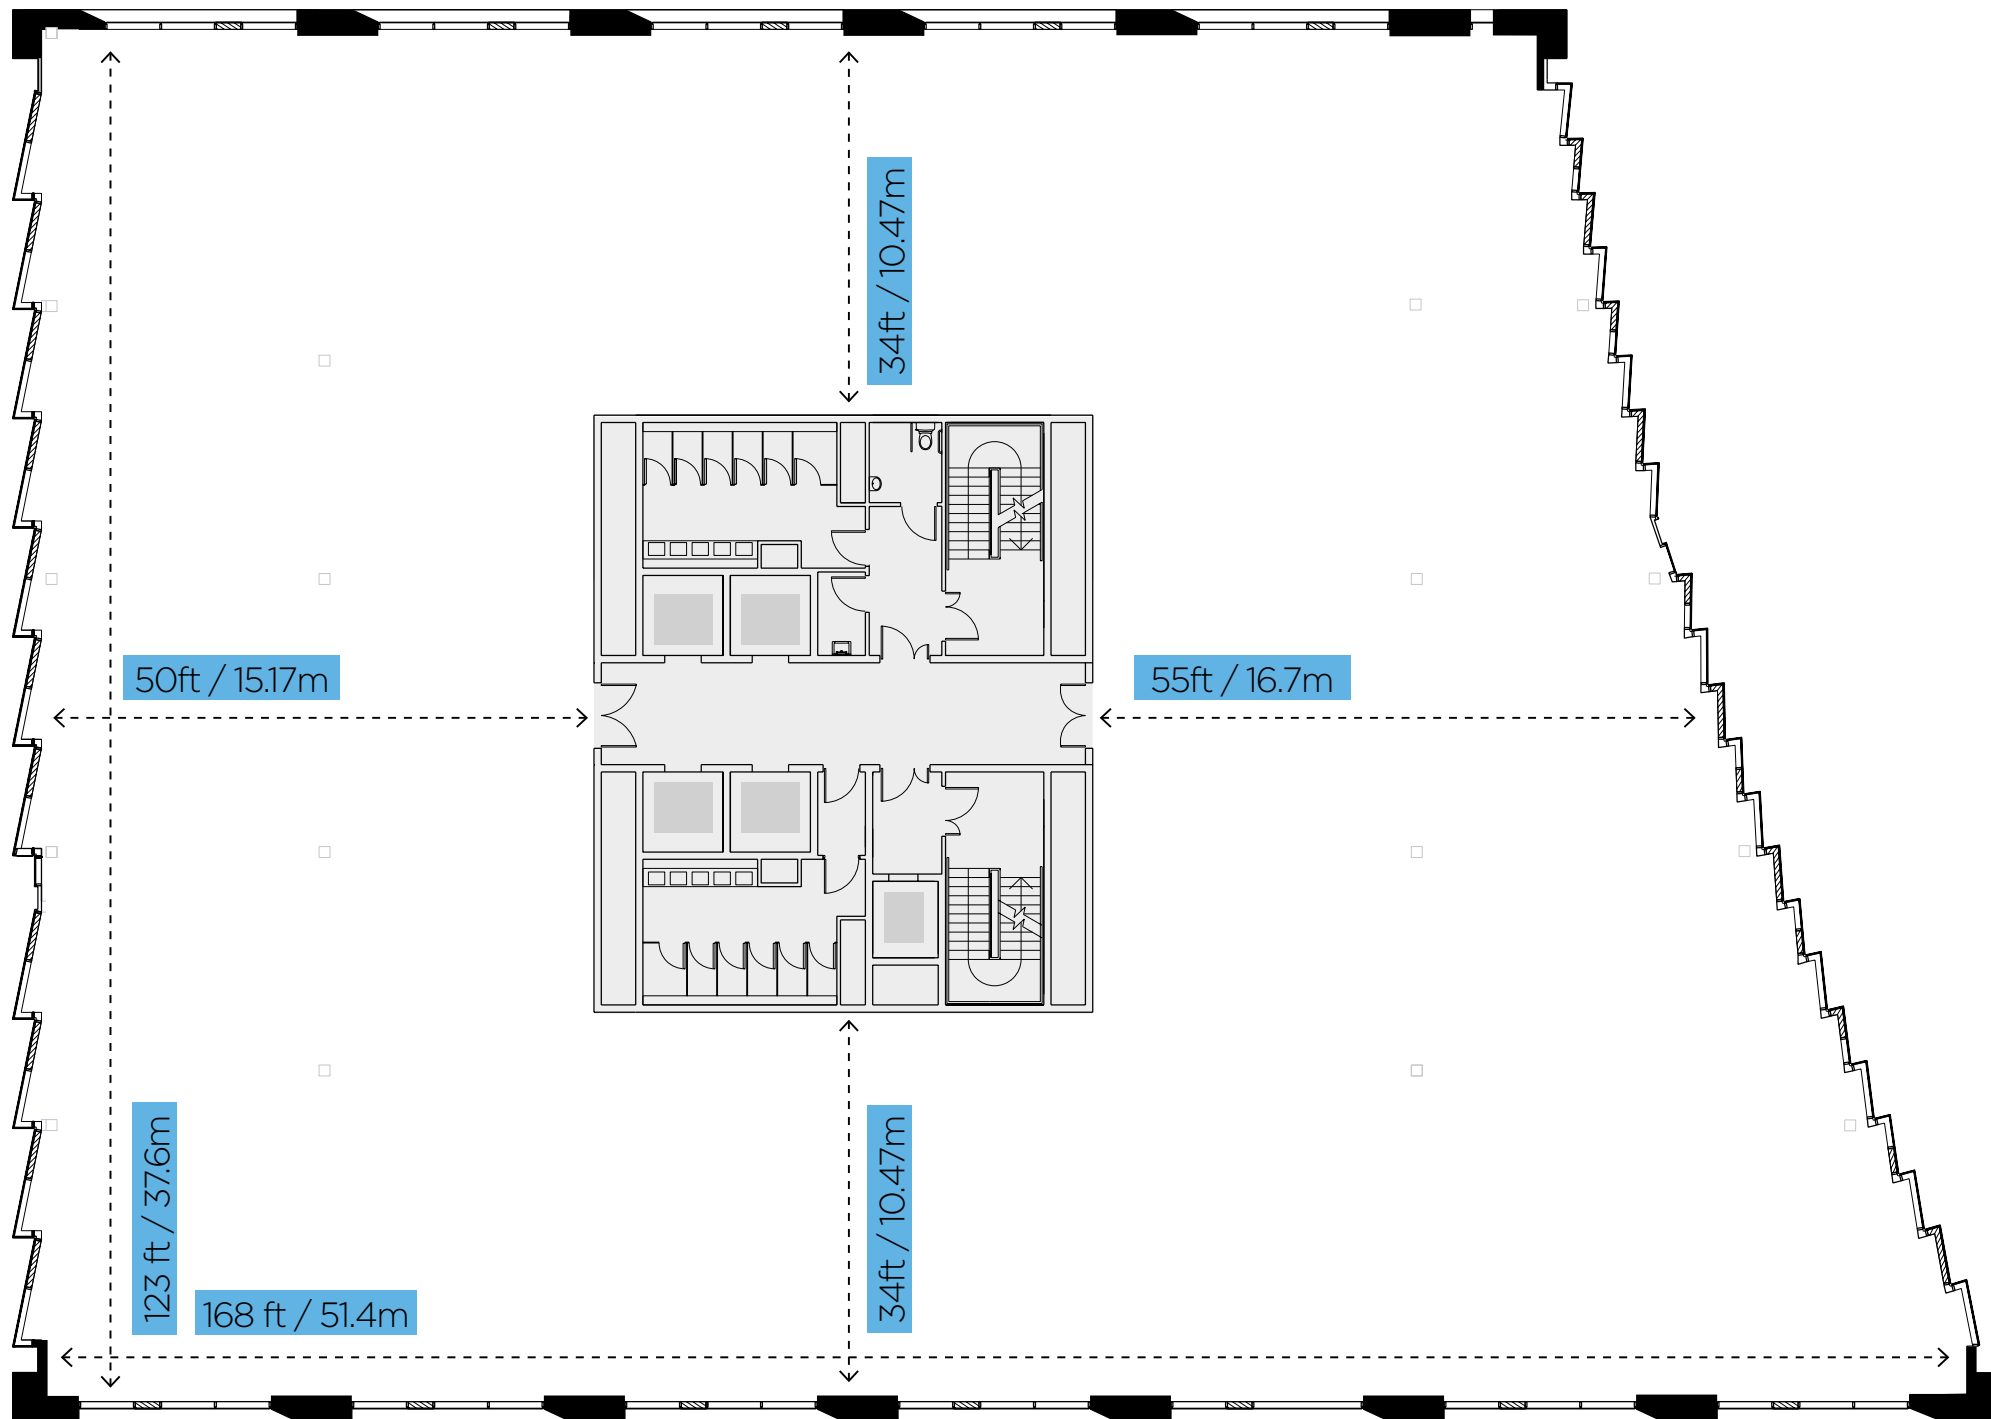 34ft / 10.47m
50ft / 15.17m
55ft / 16.7m
123 ft / 37.6m
34ft / 10.47m
168 ft / 51.4m